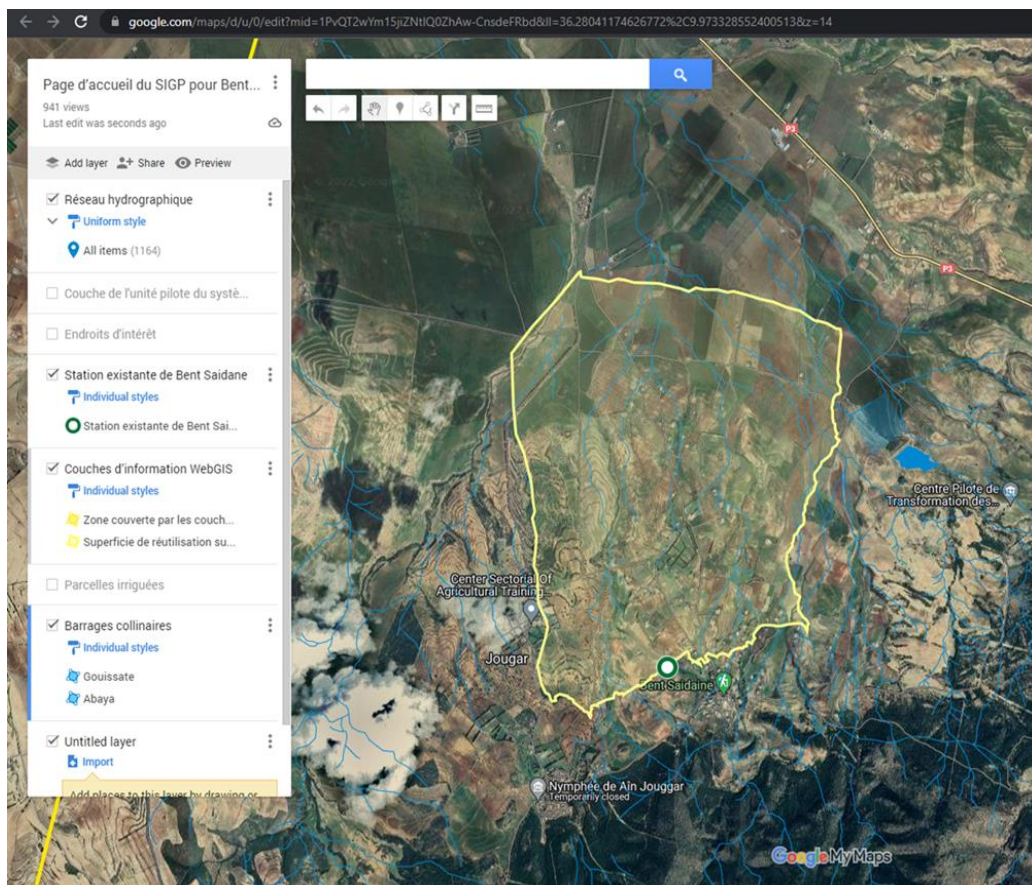 google.com/maps/d/u/0/edit?mid=1PvQT2wYm15jiZNtIQ0ZhAw-CnsdeFRbd&ll=36.28041174626772%2C9.973328552400513&z=14
Page d'accueil du SIGP pour Bent...
941 views
Last edit was seconds ago
Add layer Share Preview
Réseau hydrographique
Uniform style
All items (1164)
Couche de l'unité pilote du systè...
Endroits d'intérêt
Station existante de Bent Saidane
Individual styles
Station existante de Bent Sai...
Couches d'information WebGIS
Individual styles
Zone couverte par les couch...
Superficie de réutilisation su...
Parcelles irriguées
Barrages collinaires
Individual styles
Gouissate
Abaya
Untitled layer
Import
Add places to this layer by drawing or
P3
P3
Centre Pilote de
Transformation des...
Center Sectorial Of
Agricultural Training...
Jougar
Bent Saidaine
Nymphée de Aïn Jouggar
Temporarily closed
Google My Maps